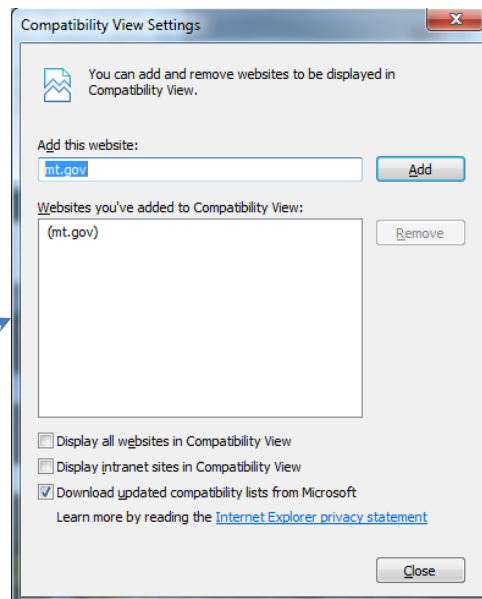 Compatibility View Settings
You can add and remove websites to be displayed in
Compatibility View.
Add this website:
mt.gov
Add
Websites you've added to Compatibility View:
(mt.gov)
Remove
Display all websites in Compatibility View
Display intranet sites in Compatibility View
Download updated compatibility lists from Microsoft
Learn more by reading the Internet Explorer privacy statement
Close